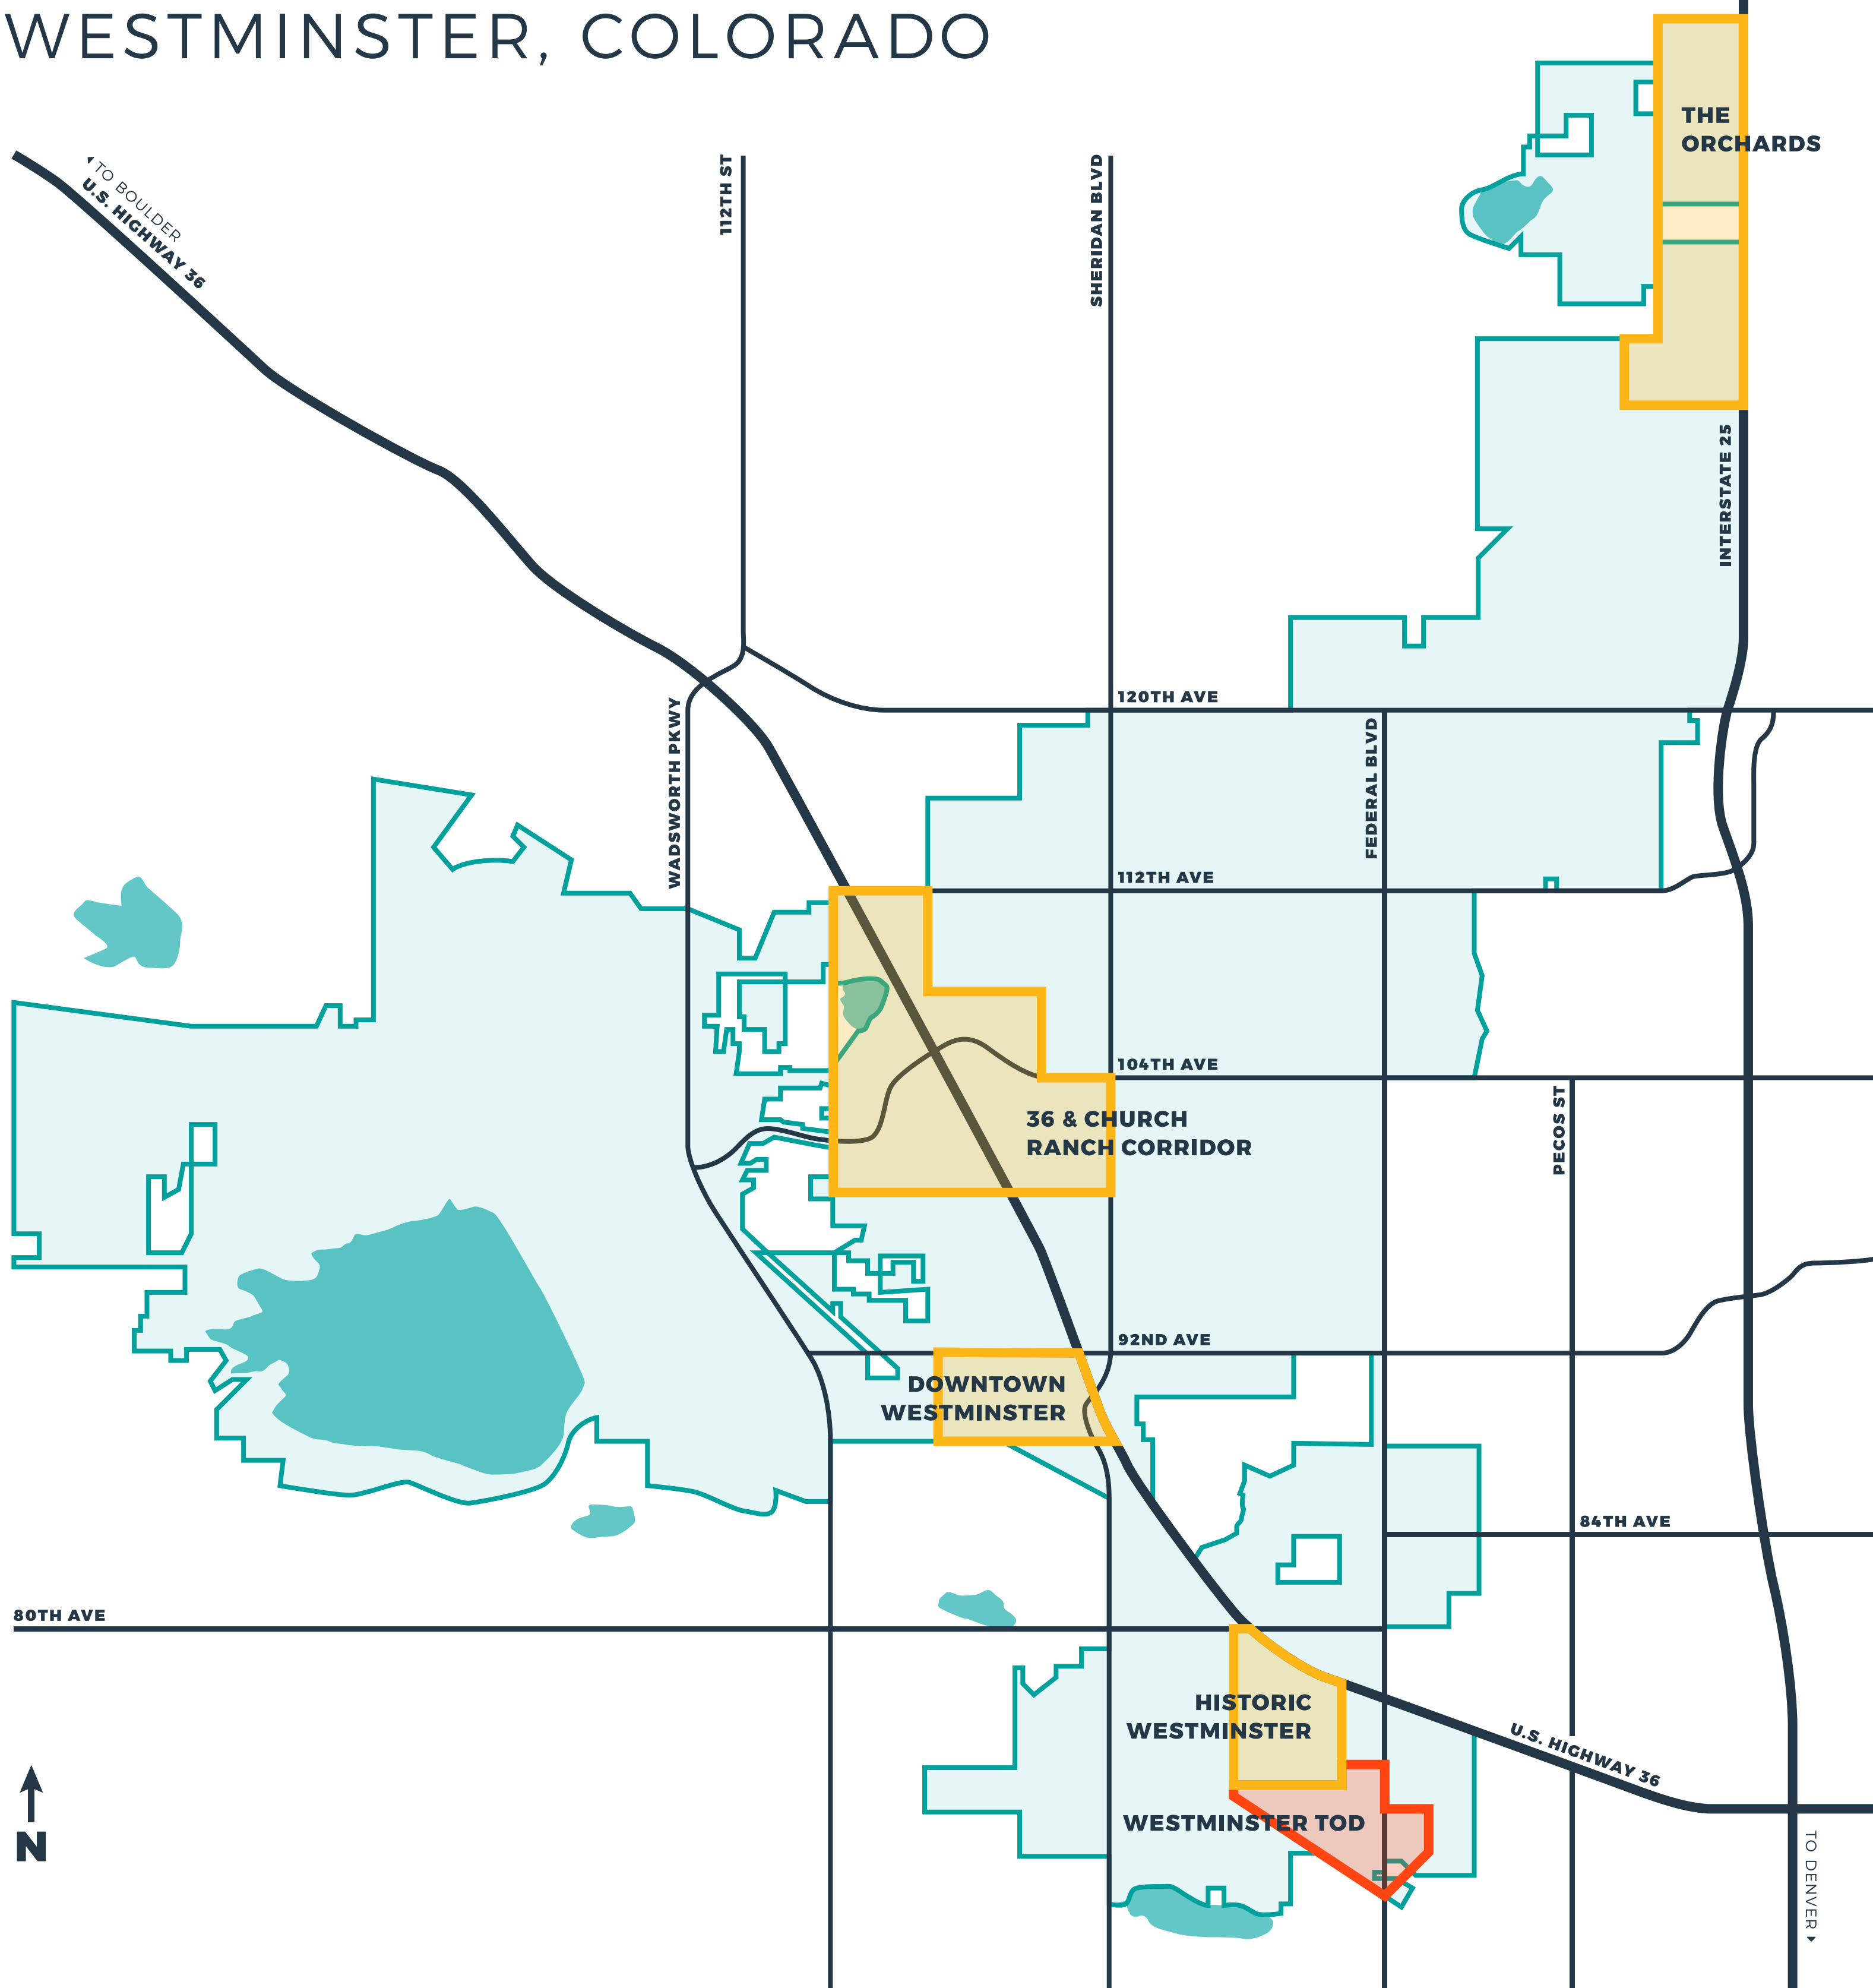 WESTMINSTER, COLORADO
THE
ORCHARDS
TO BOULDER
U.S. HIGHWAY 36
112TH ST
SHERIDAN BLVD
INTERSTATE 25
120TH AVE
WADSWORTH PKWY
FEDERAL BLVD
112TH AVE
104TH AVE
36 & CHURCH
RANCH CORRIDOR
PECOS ST
92ND AVE
DOWNTOWN
WESTMINSTER
84TH AVE
80TH AVE
HISTORIC
WESTMINSTER
U.S. HIGHWAY 36
WESTMINSTER TOD
N
TO DENVER